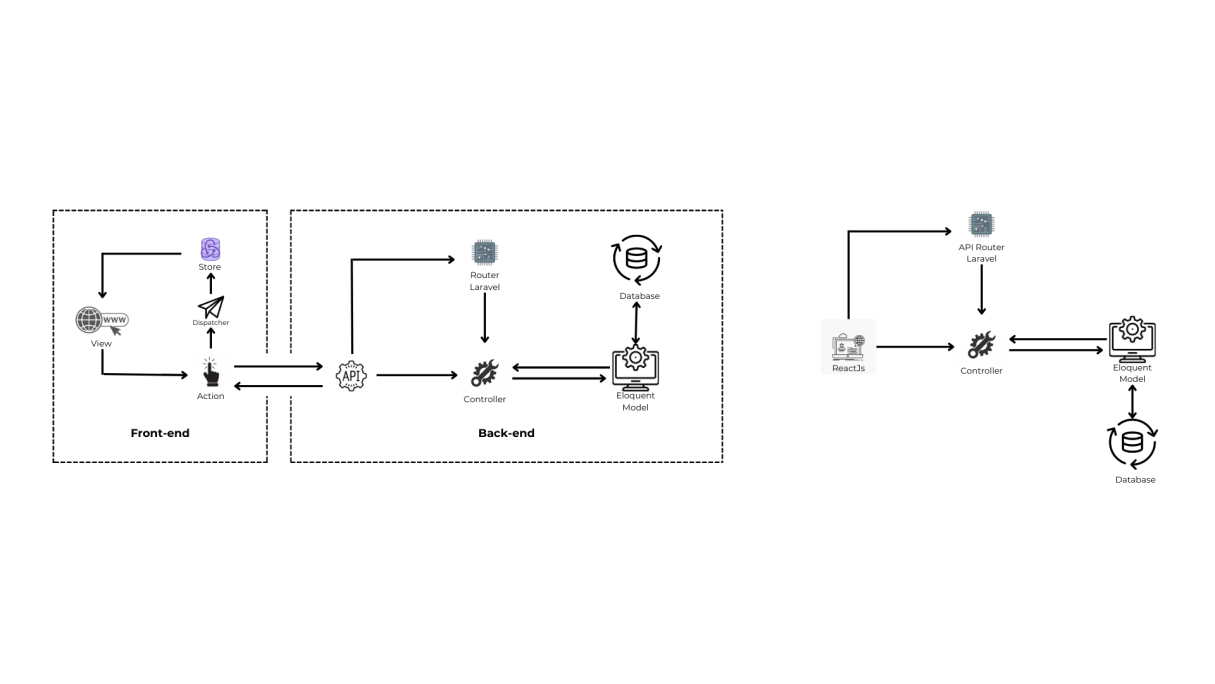 Store
Dispatcher
WWW
View
Action
Front-end
Router
Laravel
Database
API
Controller
Eloquent
Model
Back-end
API Router
Laravel
ReactJs
Controller
Eloquent
Model
Database